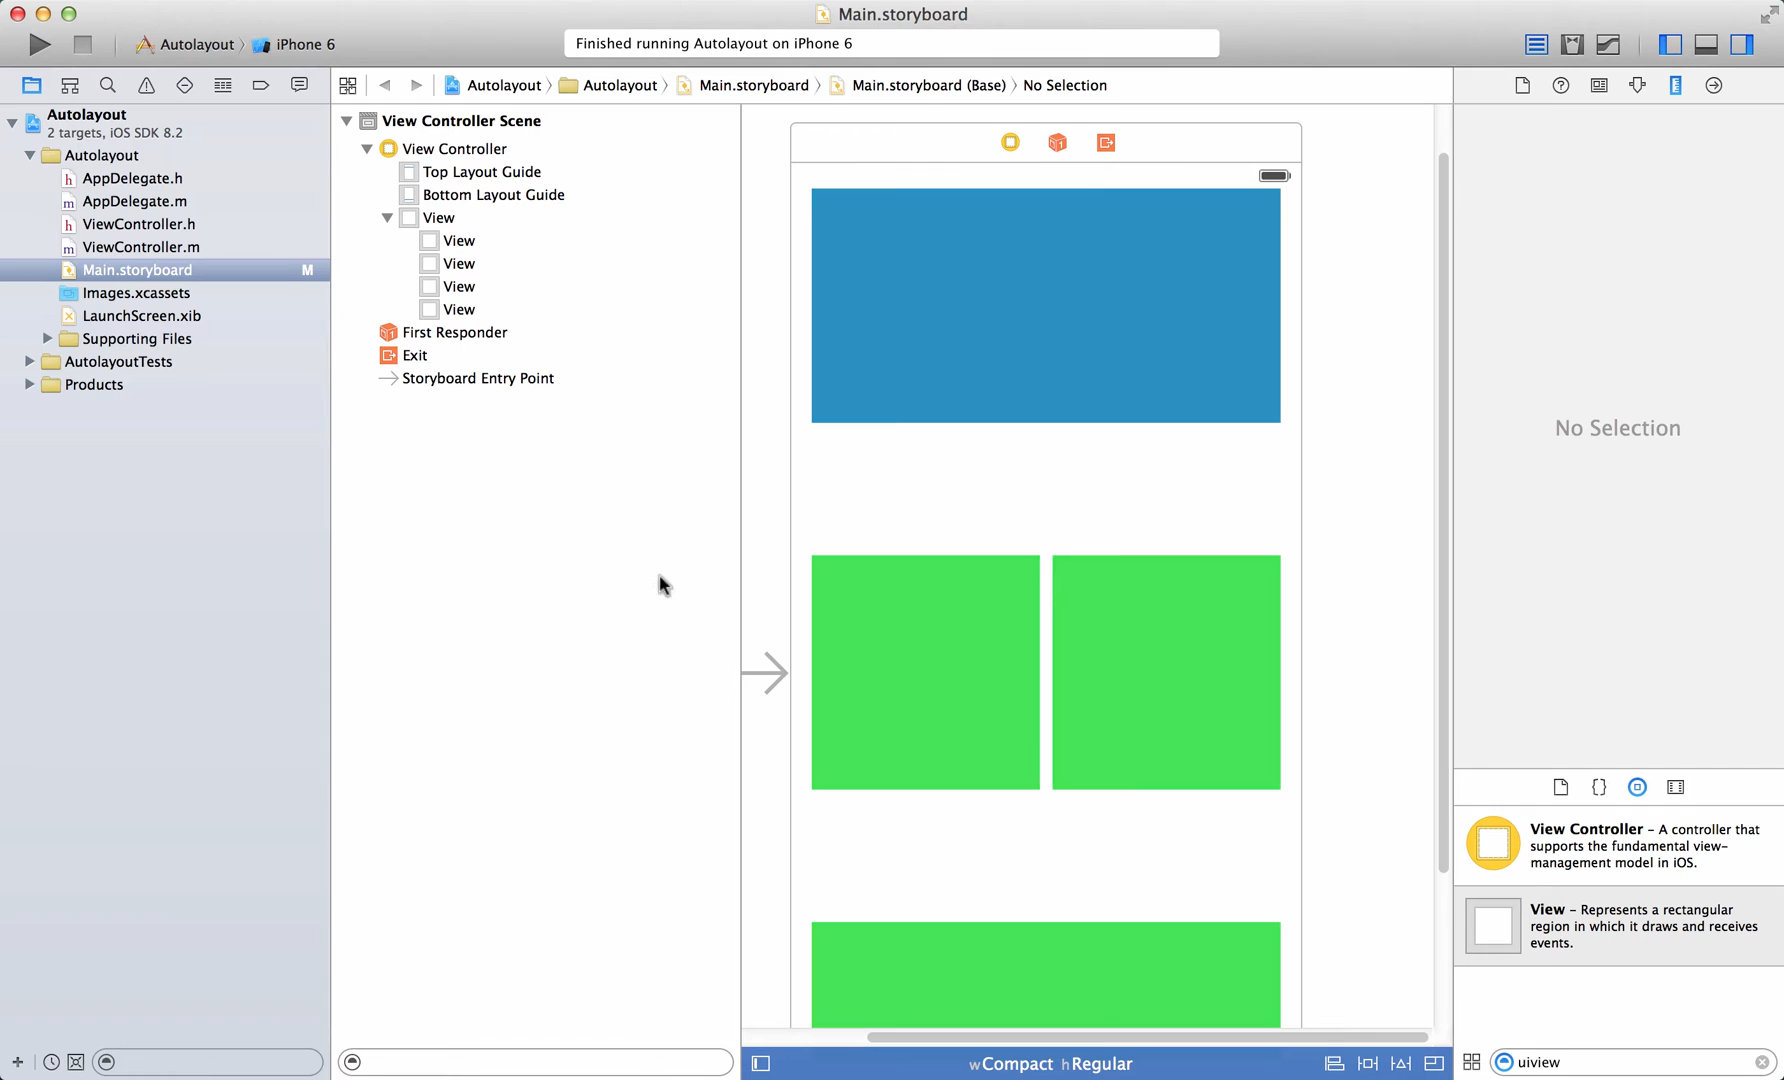 Main.storyboard
Autolayout
iPhone 6
Finished running Autolayout on iPhone 6
Autolayout
Autolayout
Main.storyboard
Main.storyboard (Base)
No Selection
Autolayout
2 targets, iOS SDK 8.2
Autolayout
h AppDelegate.h
m AppDelegate.m
h ViewController.h
m ViewController.m
Main.storyboard M
Images.xcassets
LaunchScreen.xib
Supporting Files
AutolayoutTests
Products
View Controller Scene
View Controller
Top Layout Guide
Bottom Layout Guide
View
View
View
View
View
First Responder
Exit
Storyboard Entry Point
wCompact hRegular
No Selection
View Controller – A controller that
supports the fundamental view-
management model in iOS.
View – Represents a rectangular
region in which it draws and receives
events.
uiview